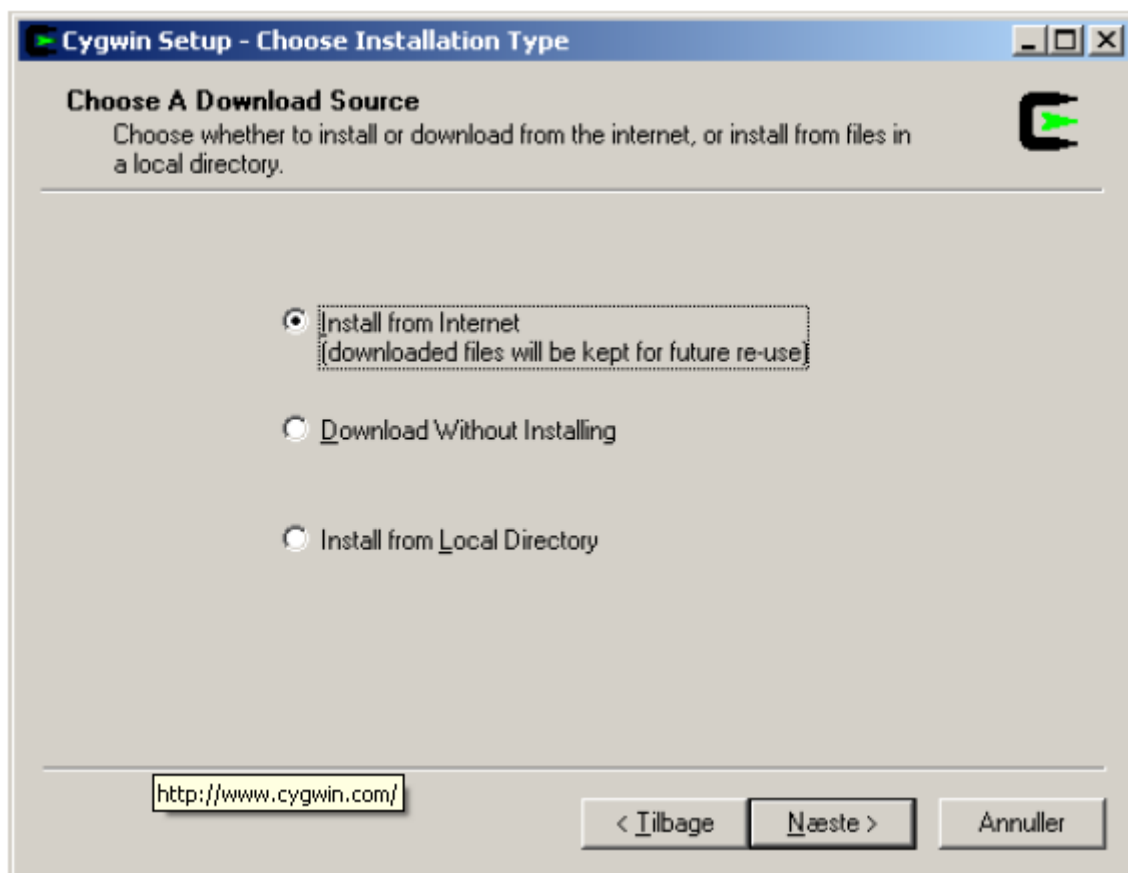 Cygwin Setup - Choose Installation Type
Choose A Download Source
Choose whether to install or download from the internet, or install from files in
a local directory.
Install from Internet
(downloaded files will be kept for future re-use)
Download Without Installing
Install from Local Directory
http://www.cygwin.com/
< Tilbage
Næste >
Annuller